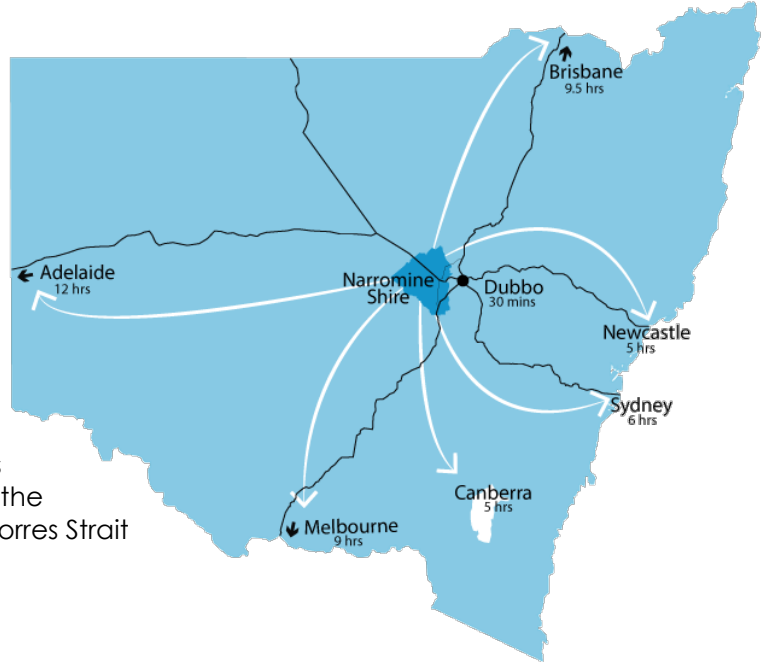 Brisbane
9.5 hrs
Adelaide
12 hrs
Narromine
Shire
Dubbo
30 mins
Newcastle
5 hrs
Sydney
6 hrs
the
orres Strait
Canberra
5 hrs
Melbourne
9 hrs